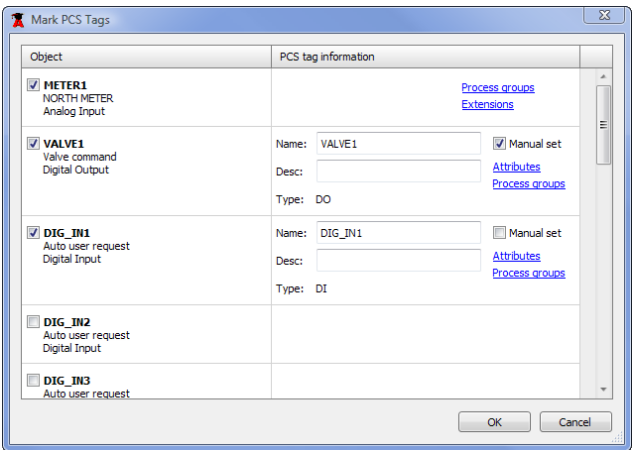 Mark PCS Tags
Object PCS tag information
METER1
NORTH METER
Analog Input
Process groups
Extensions
VALVE1
Valve command
Digital Output
Name: VALVE1 Manual set
Desc: Attributes
Process groups
Type: DO
DIG_IN1
Auto user request
Digital Input
Name: DIG_IN1 Manual set
Desc: Attributes
Process groups
Type: DI
DIG_IN2
Auto user request
Digital Input
DIG_IN3
Auto user request
OK Cancel